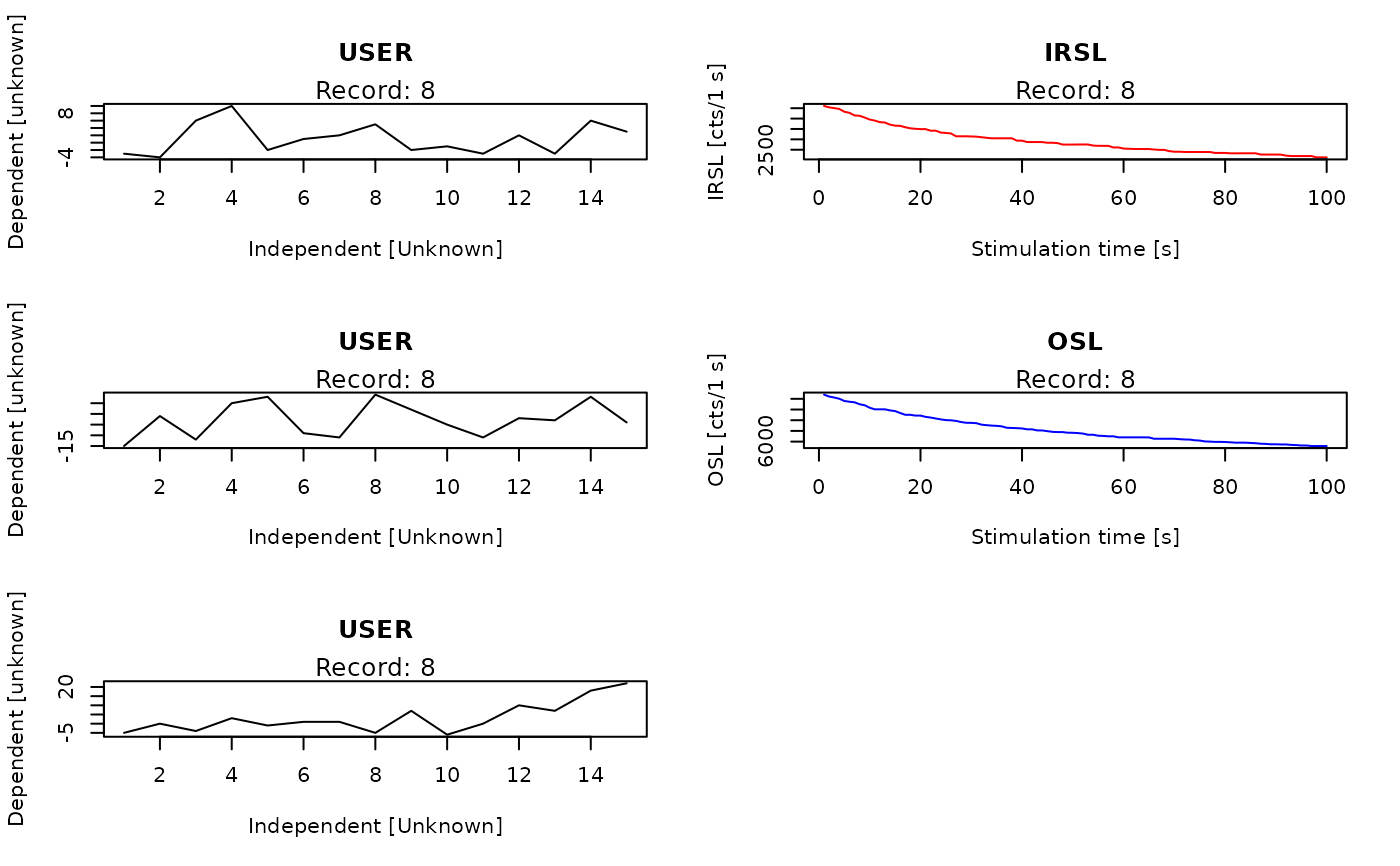 USER
Record: 8
Dependent [unknown]
8
-4
2 4 6 8 10 12 14
Independent [Unknown]
IRSL
Record: 8
IRSL [cts/1 s]
2500
0 20 40 60 80 100
Stimulation time [s]
USER
Record: 8
Dependent [unknown]
-15
2 4 6 8 10 12 14
Independent [Unknown]
OSL
Record: 8
OSL [cts/1 s]
6000
0 20 40 60 80 100
Stimulation time [s]
USER
Record: 8
Dependent [unknown]
20
-5
2 4 6 8 10 12 14
Independent [Unknown]